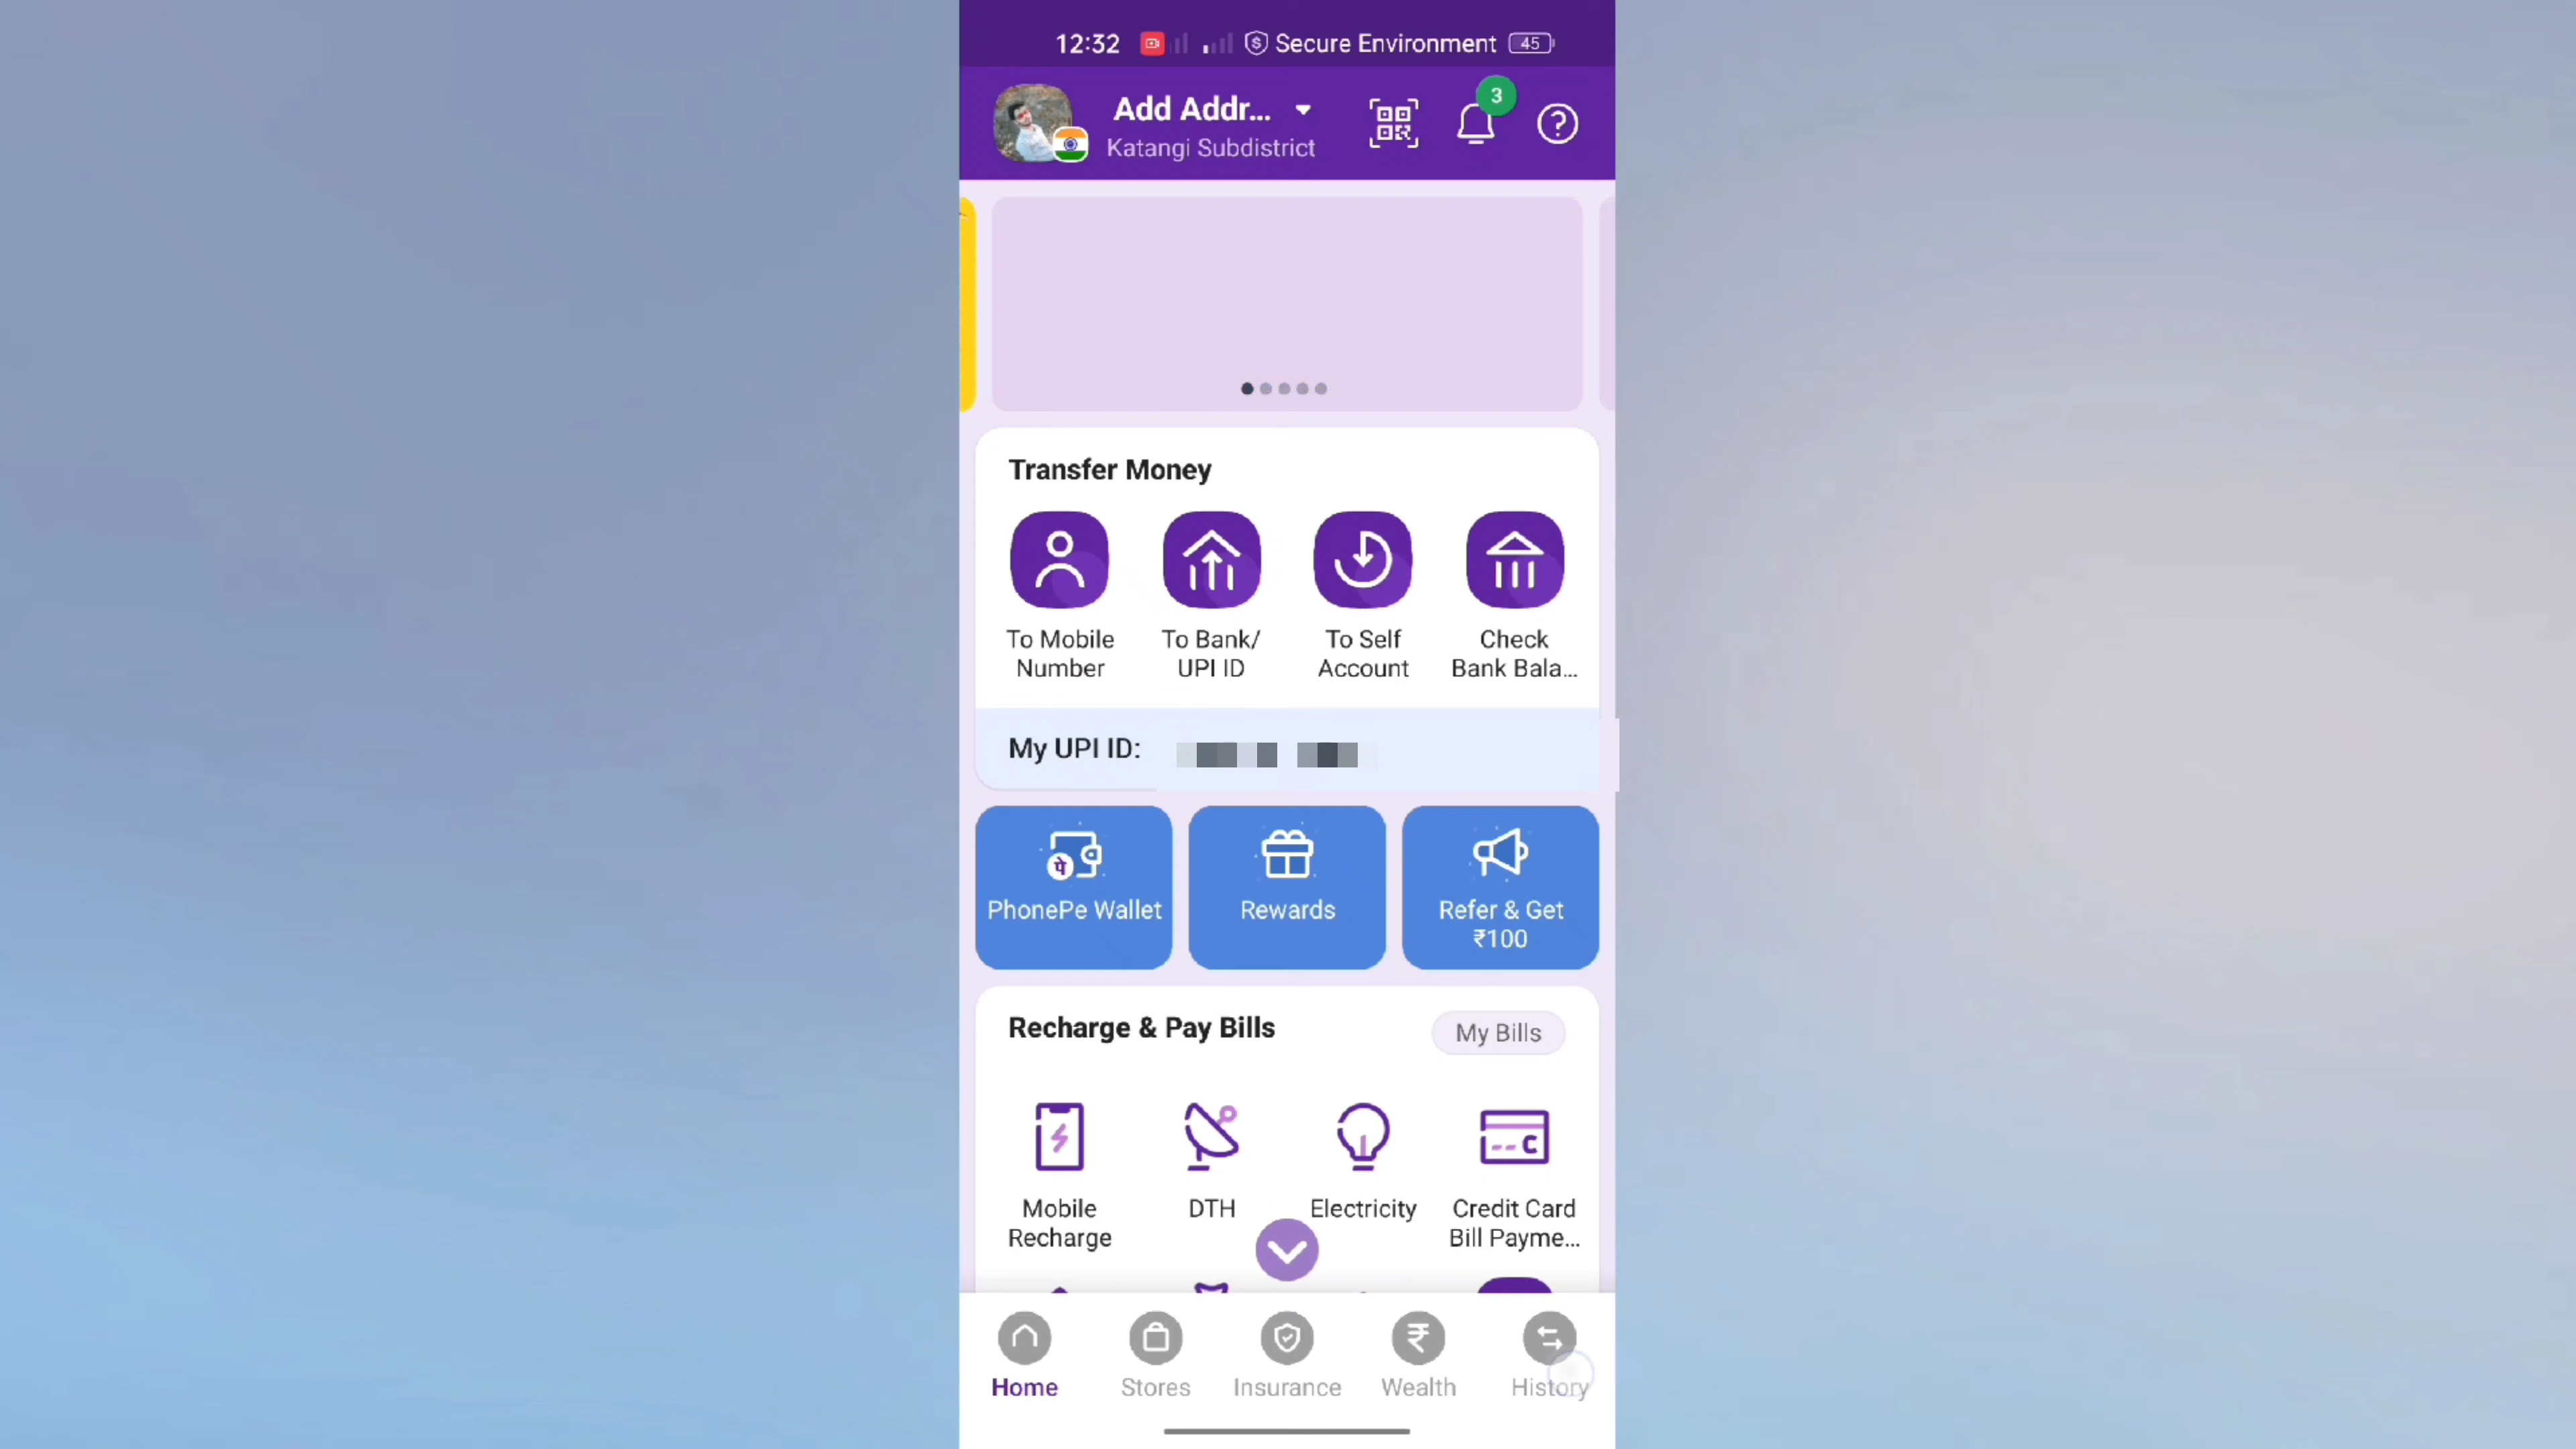 12:32 Secure Environment 45
Add Addr...
Katangi Subdistrict
3
Transfer Money
To Mobile
Number
To Bank/
UPI ID
To Self
Account
Check
Bank Bala...
My UPI ID:
पे
PhonePe Wallet
Rewards
Refer & Get
₹100
Recharge & Pay Bills
My Bills
Mobile
Recharge
DTH
Electricity
Credit Card
Bill Payme...
Home
Stores
Insurance
Wealth
History